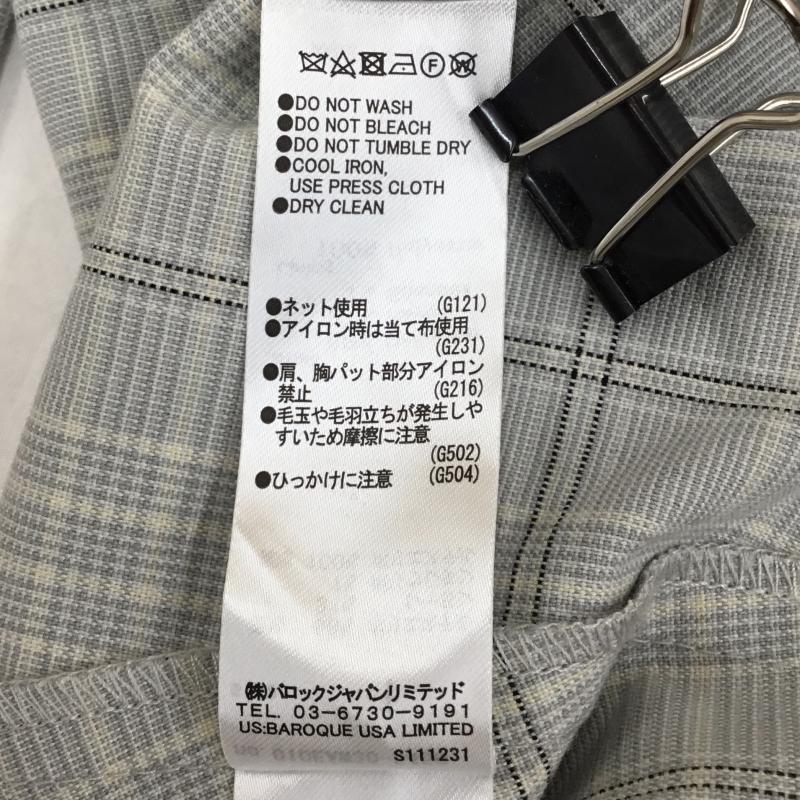 F W
●DO NOT WASH
●DO NOT BLEACH
●DO NOT TUMBLE DRY
●COOL IRON,
USE PRESS CLOTH
●DRY CLEAN
●ネット使用 (G121)
●アイロン時は当て布使用
(G231)
●肩、胸パット部分アイロン
禁止 (G216)
●毛玉や毛羽立ちが発生しや
すいため摩擦に注意
(G502)
●ひっかけに注意 (G504)
㈱バロックジャパンリミテッド
TEL. 03-6730-9191
US:BAROQUE USA LIMITED
S111231